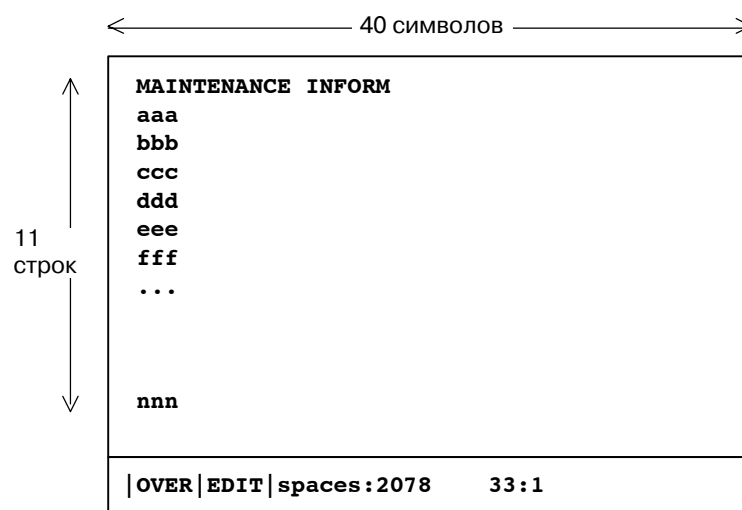 40 символов
MAINTENANCE INFORM
aaa
bbb
ccc
ddd
eee
fff
...
11
строк
nnn
|OVER|EDIT|spaces:2078 33:1